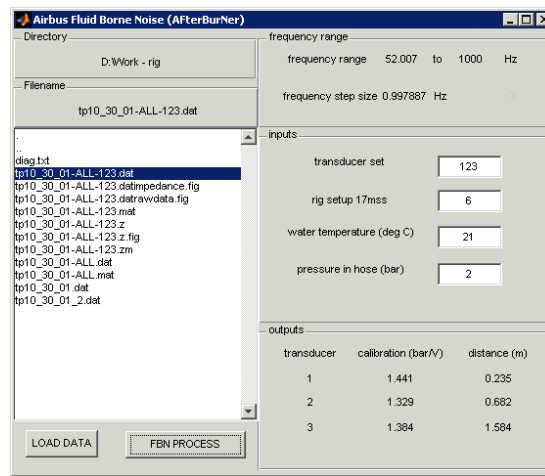 Airbus Fluid Borne Noise (AFterBurNer)
Directory
D:\Work - rig
Filename
tp10_30_01-ALL-123.dat
.
..
diag.txt
tp10_30_01-ALL-123.dat
tp10_30_01-ALL-123.datimpedance.fig
tp10_30_01-ALL-123.datrawdata.fig
tp10_30_01-ALL-123.mat
tp10_30_01-ALL-123.z
tp10_30_01-ALL-123.z.fig
tp10_30_01-ALL-123.zm
tp10_30_01-ALL.dat
tp10_30_01-ALL.mat
tp10_30_01.dat
tp10_30_01_2.dat
LOAD DATA FBN PROCESS
frequency range
frequency range 52.007 to 1000 Hz
frequency step size 0.997887 Hz
inputs
transducer set 123
rig setup 17mss 6
water temperature (deg C) 21
pressure in hose (bar) 2
outputs
transducer calibration (bar/V) distance (m)
1 1.441 0.235
2 1.329 0.682
3 1.384 1.584